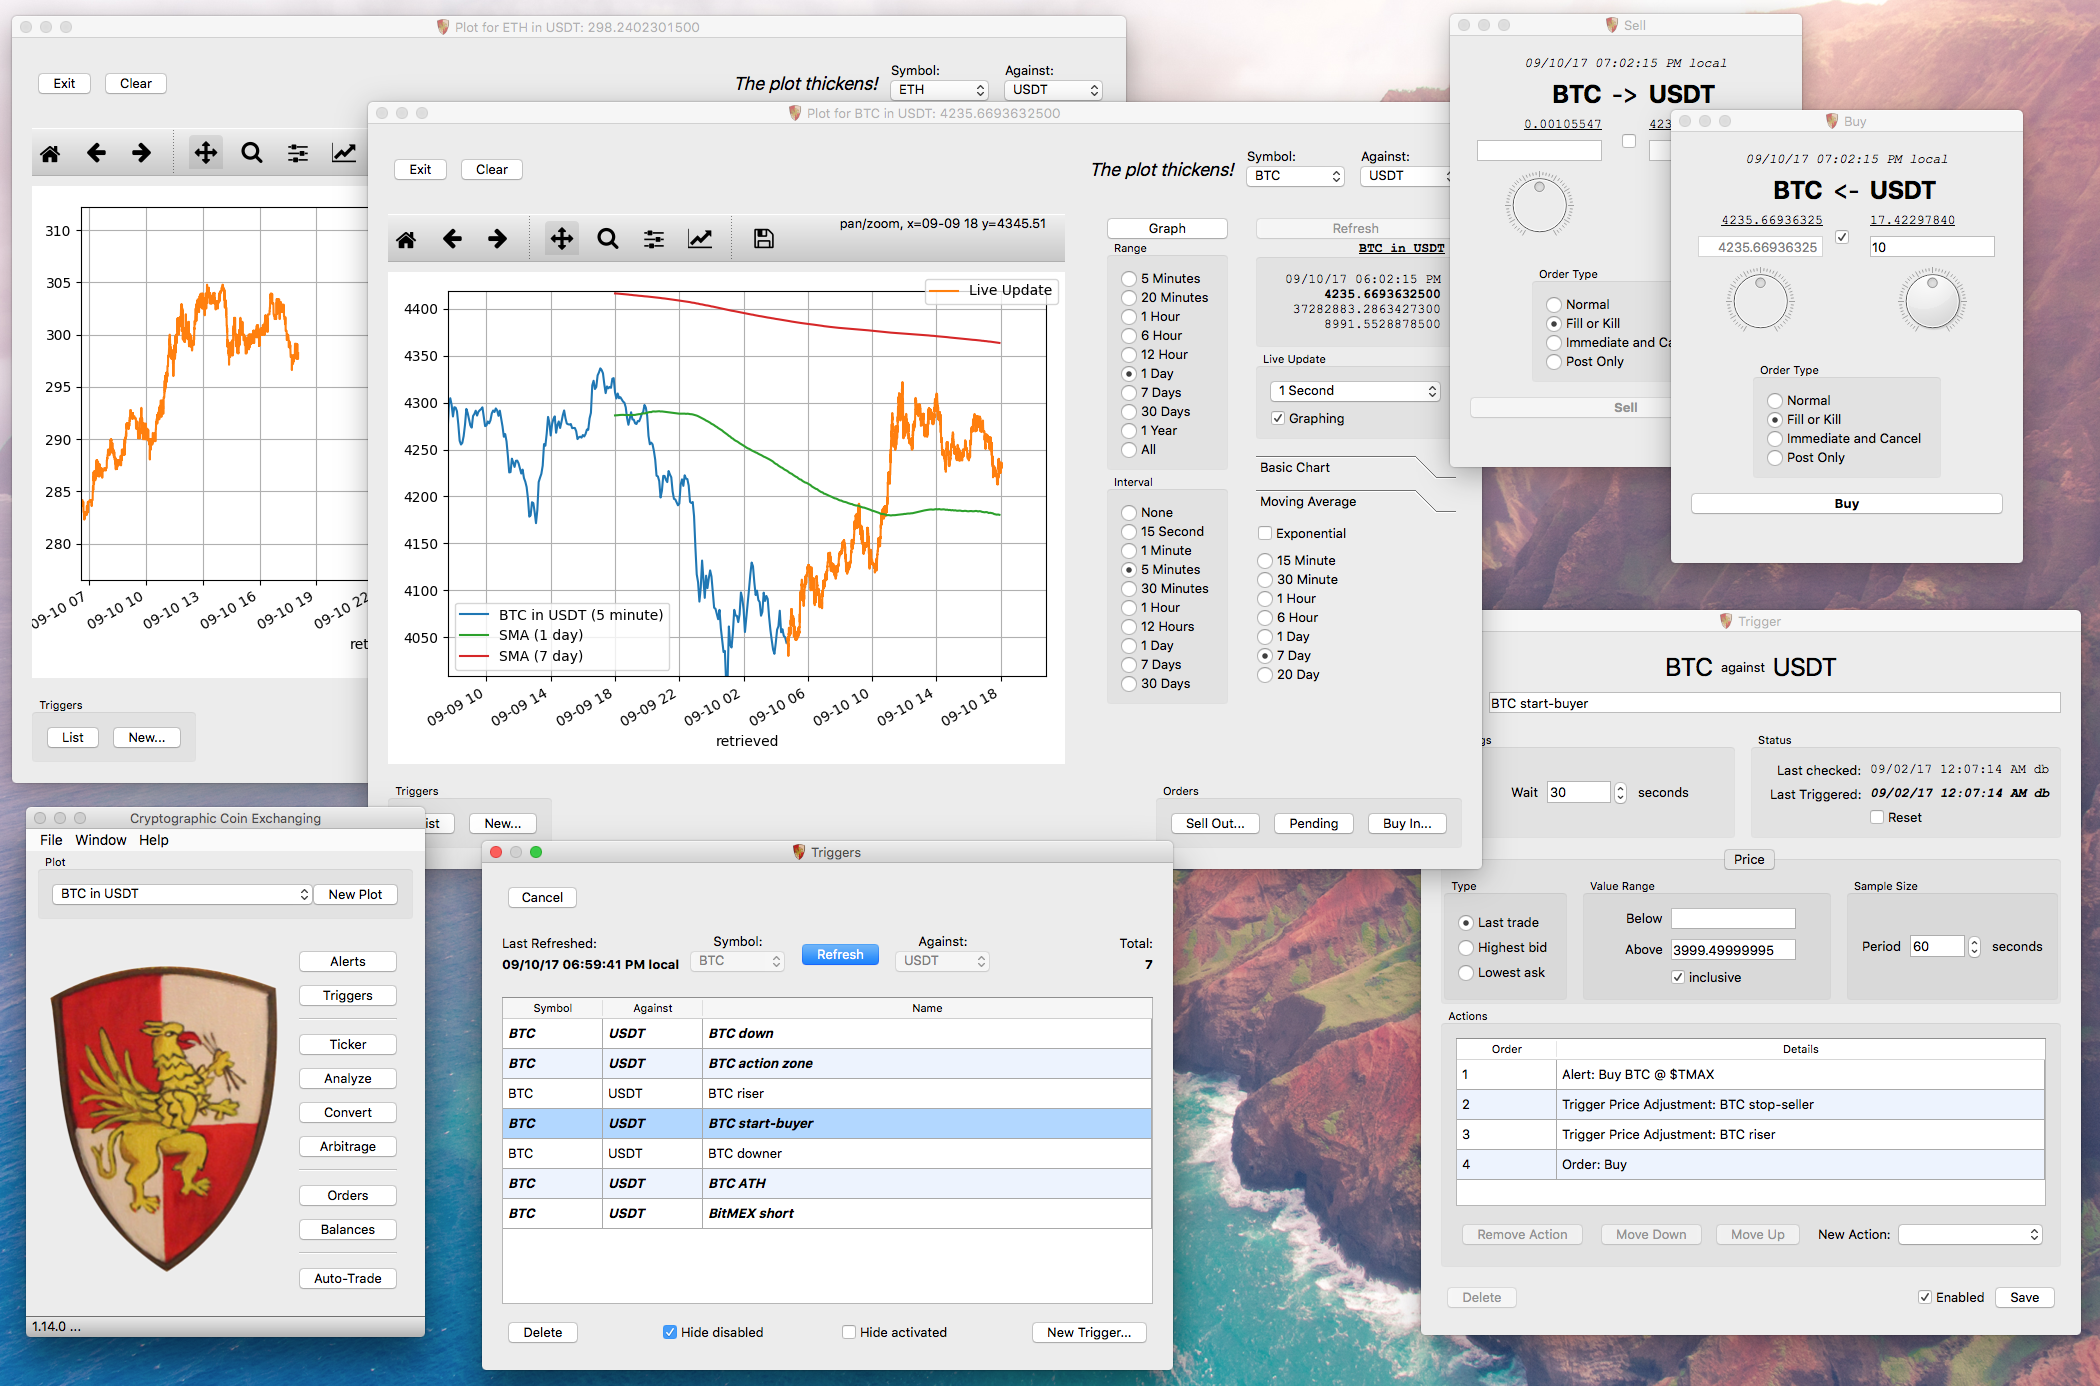 Plot for ETH in USDT: 298.2402301500
Exit
Clear
The plot thickens!
Symbol:
ETH
Against:
USDT
310
305
300
295
290
285
280
09-10 07
09-10 10
09-10 13
09-10 16
09-10 19
09-10 22
Triggers
List
New...
Plot for BTC in USDT: 4235.6693632500
Exit
Clear
The plot thickens!
Symbol:
BTC
Against:
USDT
pan/zoom, x=09-09 18 y=4345.51
Live Update
4400
4350
4300
4250
4200
4150
4100
4050
BTC in USDT (5 minute)
SMA (1 day)
SMA (7 day)
09-09 10
09-09 14
09-09 18
09-09 22
09-10 02
09-10 06
09-10 10
09-10 14
09-10 18
retrieved
Graph
Range
5 Minutes
20 Minutes
1 Hour
6 Hour
12 Hour
1 Day
7 Days
30 Days
1 Year
All
Interval
None
15 Second
1 Minute
5 Minutes
30 Minutes
1 Hour
12 Hours
1 Day
7 Days
30 Days
Refresh
BTC in USDT
09/10/17 06:02:15 PM
4235.6693632500
37282883.2863427300
8991.5528878500
Live Update
1 Second
Graphing
Basic Chart
Moving Average
Exponential
15 Minute
30 Minute
1 Hour
6 Hour
1 Day
7 Day
20 Day
Triggers
New...
Orders
Sell Out...
Pending
Buy In...
Sell
09/10/17 07:02:15 PM local
BTC -> USDT
0.00105547
423
Order Type
Normal
Fill or Kill
Immediate and Ca
Post Only
Sell
Buy
09/10/17 07:02:15 PM local
BTC <- USDT
4235.66936325
17.42297840
4235.66936325
10
Order Type
Normal
Fill or Kill
Immediate and Cancel
Post Only
Buy
Trigger
BTC against USDT
BTC start-buyer
gs
Wait 30 seconds
Status
Last checked: 09/02/17 12:07:14 AM db
Last Triggered: 09/02/17 12:07:14 AM db
Reset
Price
Type
Last trade
Highest bid
Lowest ask
Value Range
Below
Above 3999.49999995
inclusive
Sample Size
Period 60 seconds
Actions
Order Details
1 Alert: Buy BTC @ $TMAX
2 Trigger Price Adjustment: BTC stop-seller
3 Trigger Price Adjustment: BTC riser
4 Order: Buy
Remove Action
Move Down
Move Up
New Action:
Delete
Enabled
Save
Cryptographic Coin Exchanging
File Window Help
Plot
BTC in USDT
New Plot
Alerts
Triggers
Ticker
Analyze
Convert
Arbitrage
Orders
Balances
Auto-Trade
1.14.0 ...
Triggers
Cancel
Last Refreshed:
09/10/17 06:59:41 PM local
Symbol:
BTC
Refresh
Against:
USDT
Total:
7
Symbol Against Name
BTC USDT BTC down
BTC USDT BTC action zone
BTC USDT BTC riser
BTC USDT BTC start-buyer
BTC USDT BTC downer
BTC USDT BTC ATH
BTC USDT BitMEX short
Delete
Hide disabled
Hide activated
New Trigger...